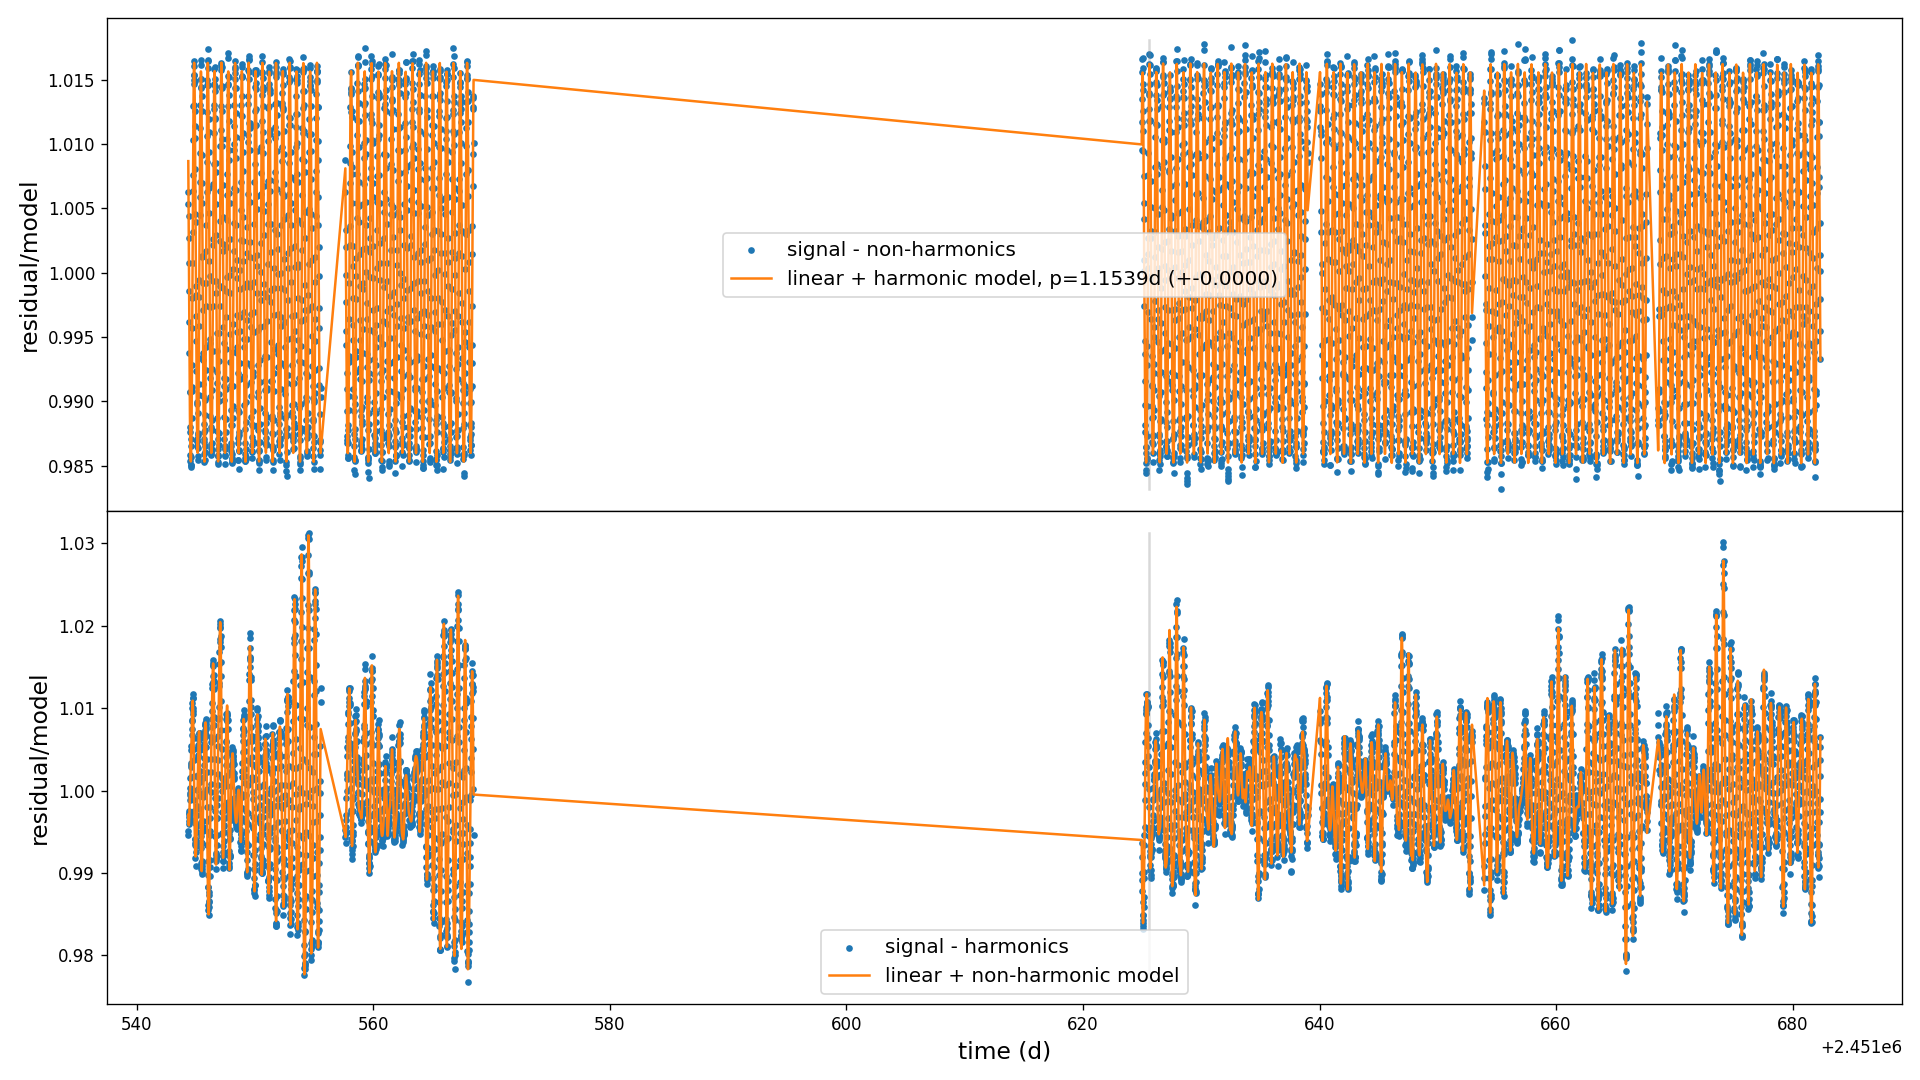 1.015
1.010
1.005
1.000
0.995
0.990
0.985
residual/model
signal - non-harmonics
linear + harmonic model, p=1.1539d (+-0.0000)
1.03
1.02
1.01
1.00
0.99
0.98
residual/model
signal - harmonics
linear + non-harmonic model
540 560 580 600 620 640 660 680
time (d)
+2.451e6